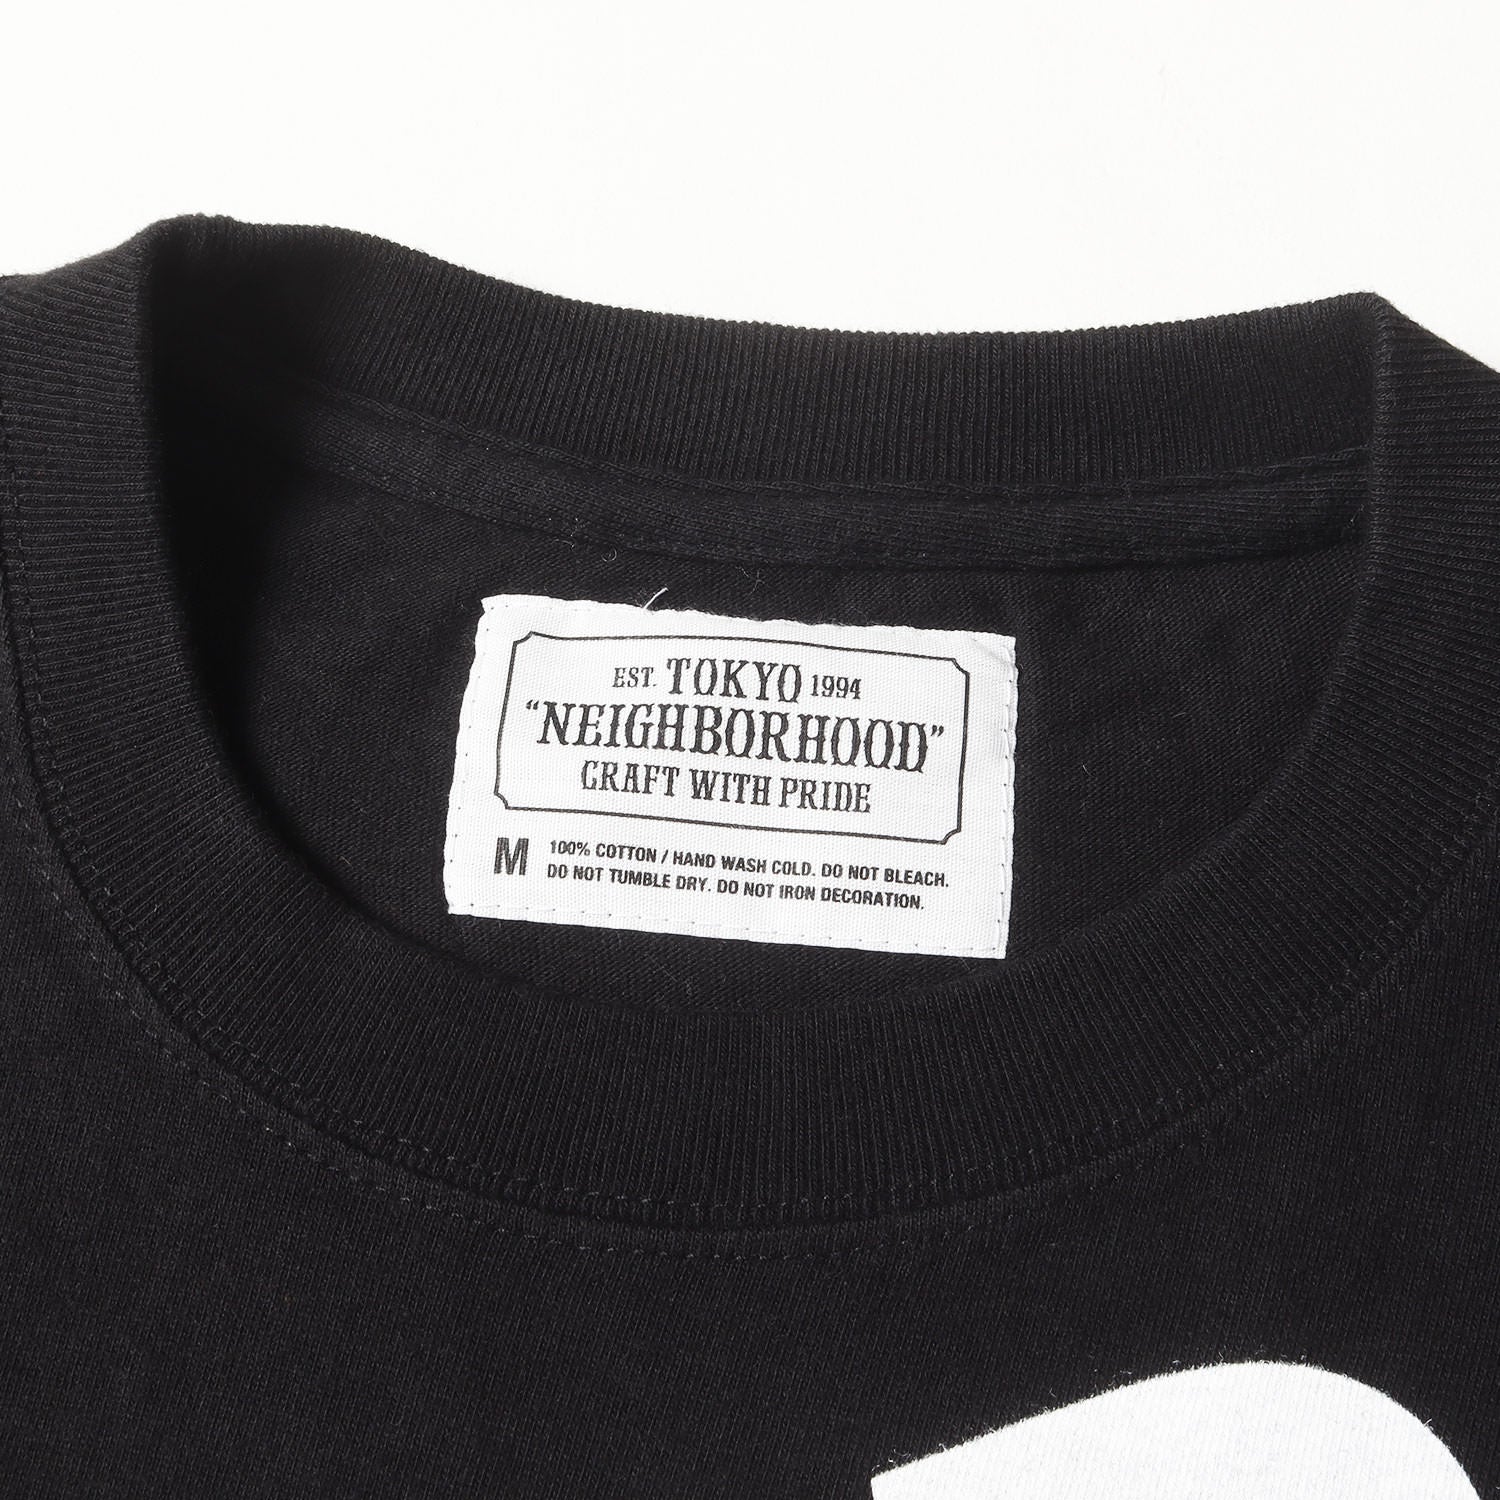 EST. TOKYO 1994
“NEIGHBORHOOD”
CRAFT WITH PRIDE
M 100% COTTON / HAND WASH COLD. DO NOT BLEACH.
DO NOT TUMBLE DRY. DO NOT IRON DECORATION.